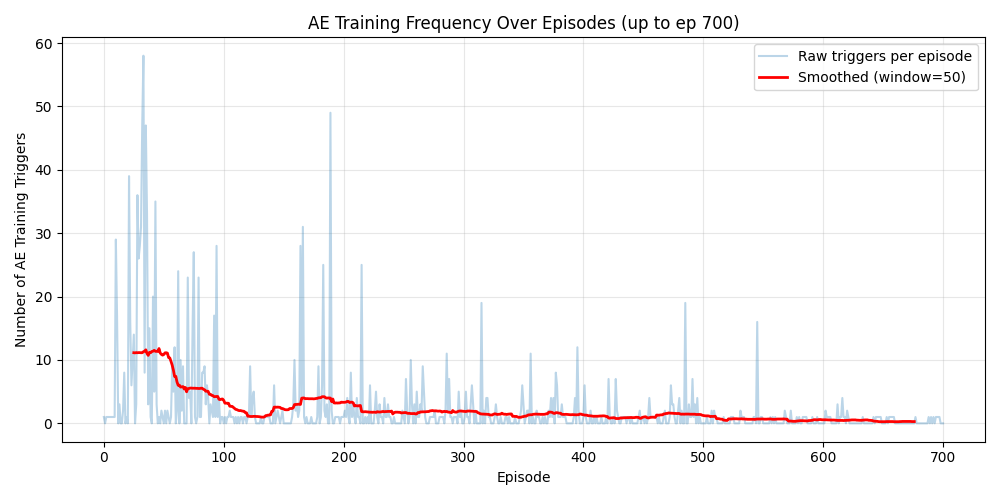 AE Training Frequency Over Episodes (up to ep 700)
Raw triggers per episode
Smoothed (window=50)
Number of AE Training Triggers
60
50
40
30
20
10
0
0 100 200 300 400 500 600 700
Episode